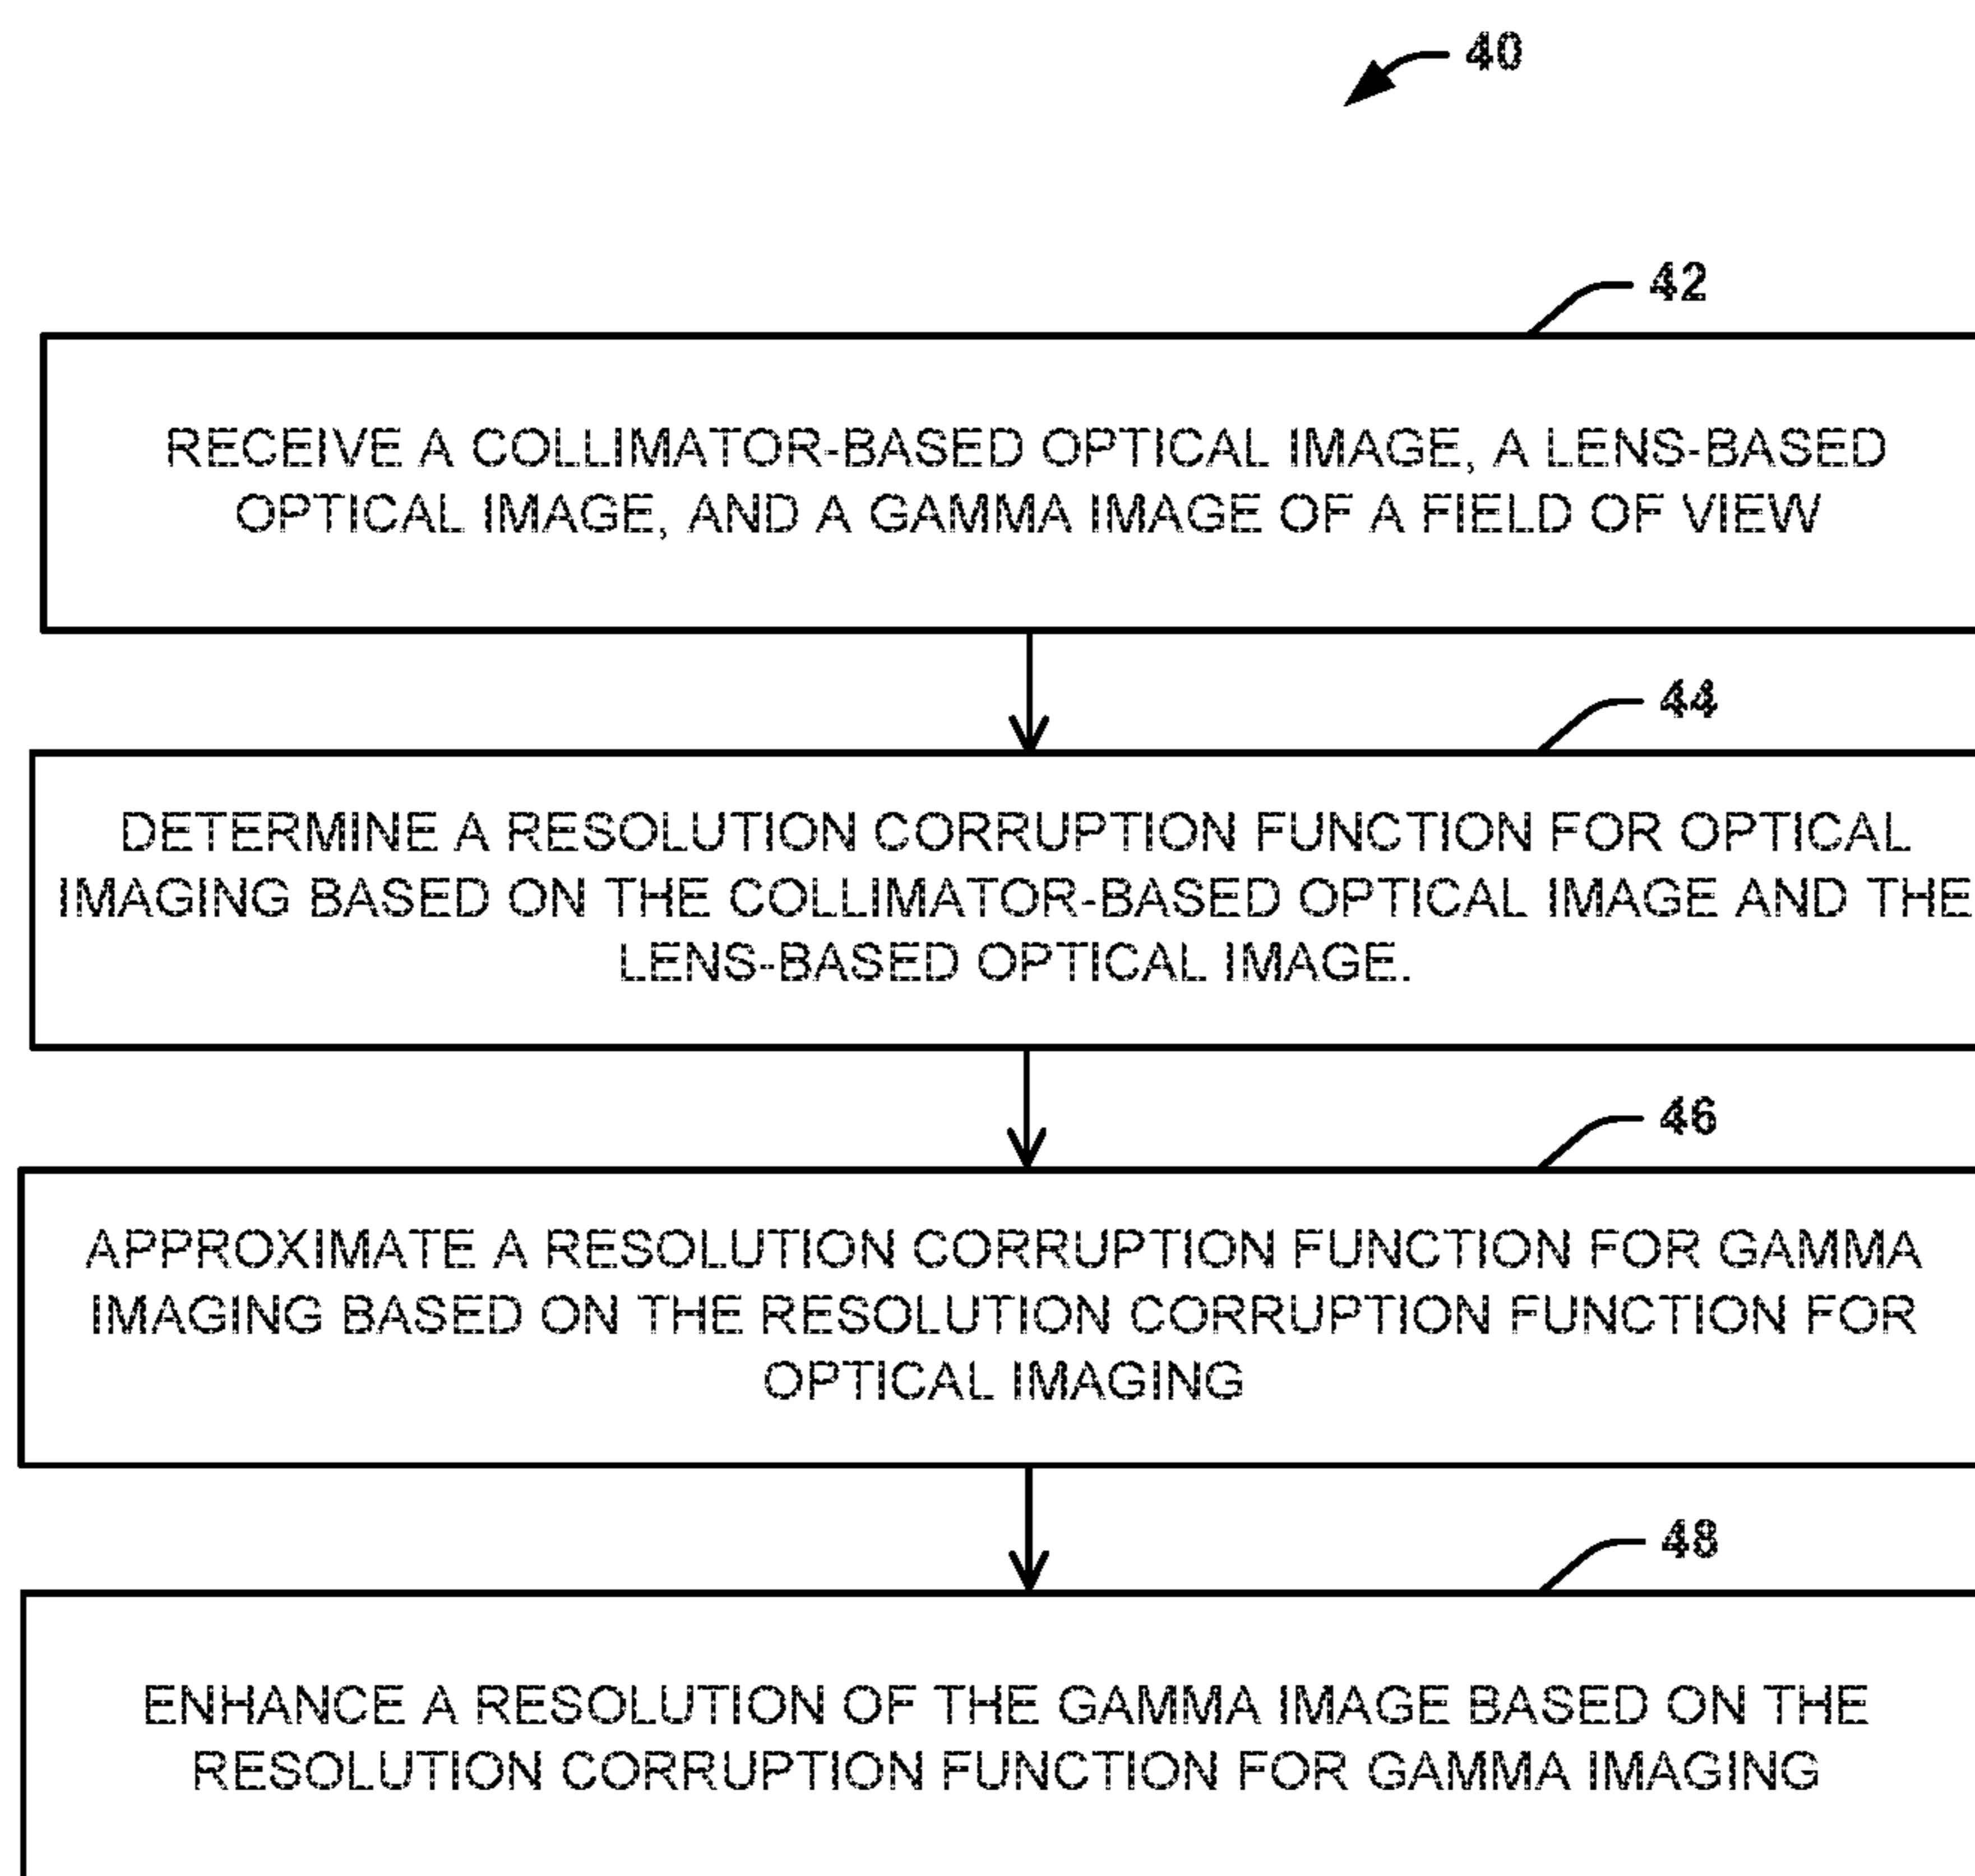 40
42
RECEIVE A COLLIMATOR-BASED OPTICAL IMAGE, A LENS-BASED
OPTICAL IMAGE, AND A GAMMA IMAGE OF A FIELD OF VIEW
44
DETERMINE A RESOLUTION CORRUPTION FUNCTION FOR OPTICAL
IMAGING BASED ON THE COLLIMATOR-BASED OPTICAL IMAGE AND THE
LENS-BASED OPTICAL IMAGE.
46
APPROXIMATE A RESOLUTION CORRUPTION FUNCTION FOR GAMMA
IMAGING BASED ON THE RESOLUTION CORRUPTION FUNCTION FOR
OPTICAL IMAGING
48
ENHANCE A RESOLUTION OF THE GAMMA IMAGE BASED ON THE
RESOLUTION CORRUPTION FUNCTION FOR GAMMA IMAGING